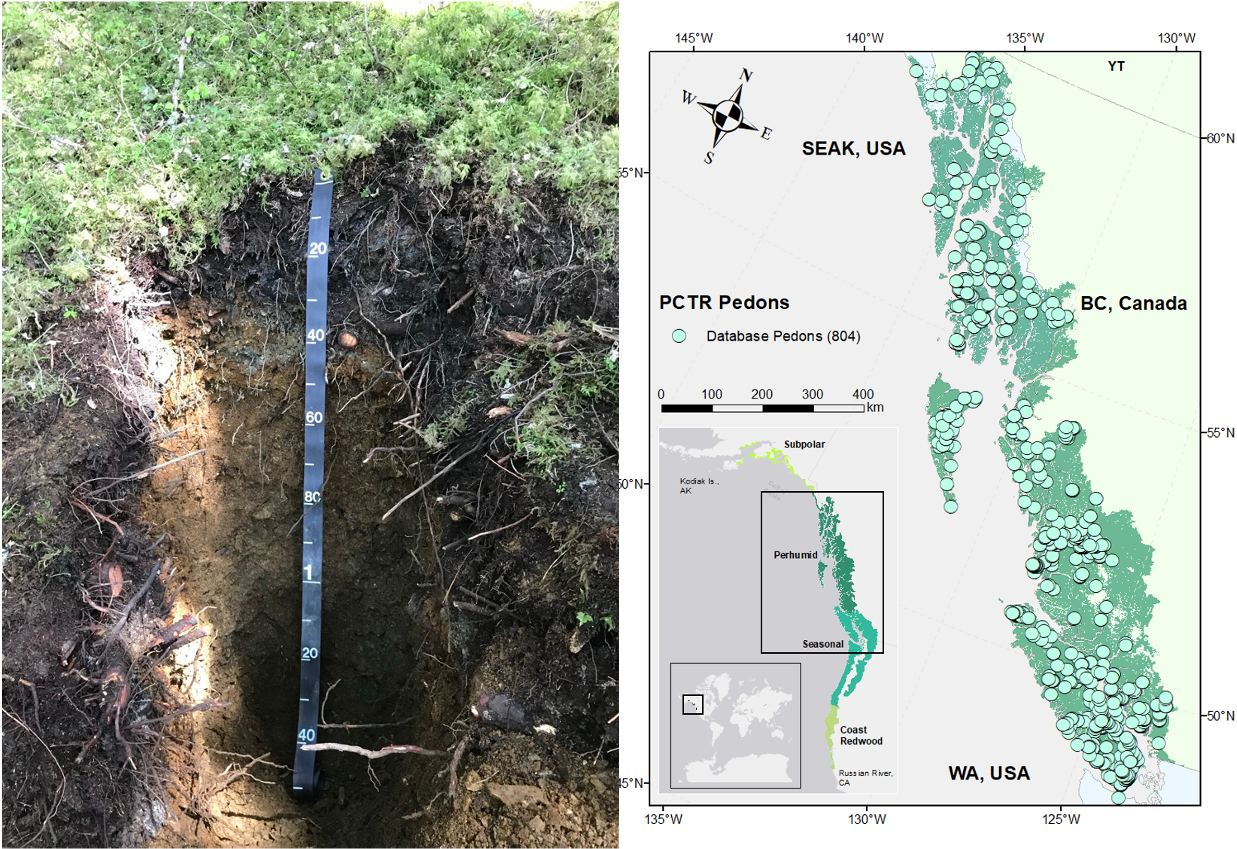 20
40
60
80
1
20
40
145°W
140°W
135°W
130°W
YT
N
W
E
S
SEAK, USA
60°N
55°N
PCTR Pedons
BC, Canada
Database Pedons (804)
0 100 200 300 400
km
Subpolar
Kodiak Is.,
AK
55°N
50°N
Perhumid
Seasonal
Coast
Redwood
Russian River,
CA
WA, USA
50°N
45°N
135°W
130°W
125°W